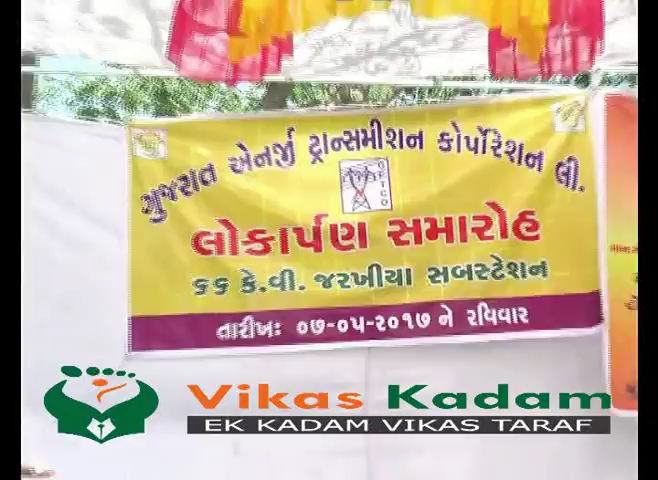 ગુજરાત એનર્જી ટ્રાન્સમીશન કોર્પોરેશન લી.
GETCO
લોકાર્પણ સમારોહ
૬૬ કે.વી. જરખીયા સબસ્ટેશન
તારીખઃ ૦૭-૦૫-૨૦૧૭ ને રવિવાર
Vikas Kadam
EK KADAM VIKAS TARAF